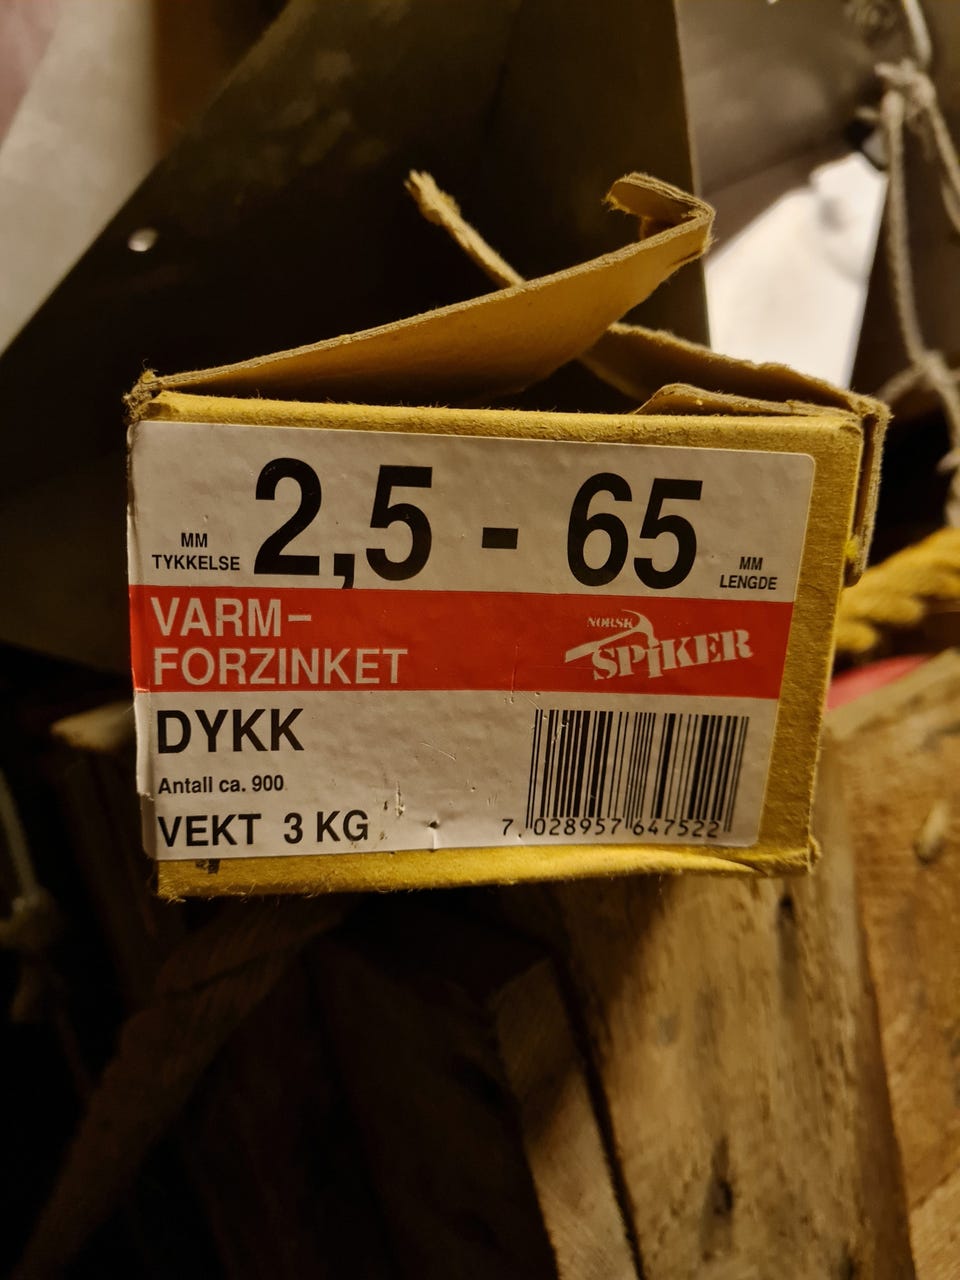 MM
TYKKELSE
2,5 - 65
MM
LENGDE
VARM-
FORZINKET
NORSK
SPIKER
DYKK
Antall ca. 900
VEKT 3 KG
7 028957 647522